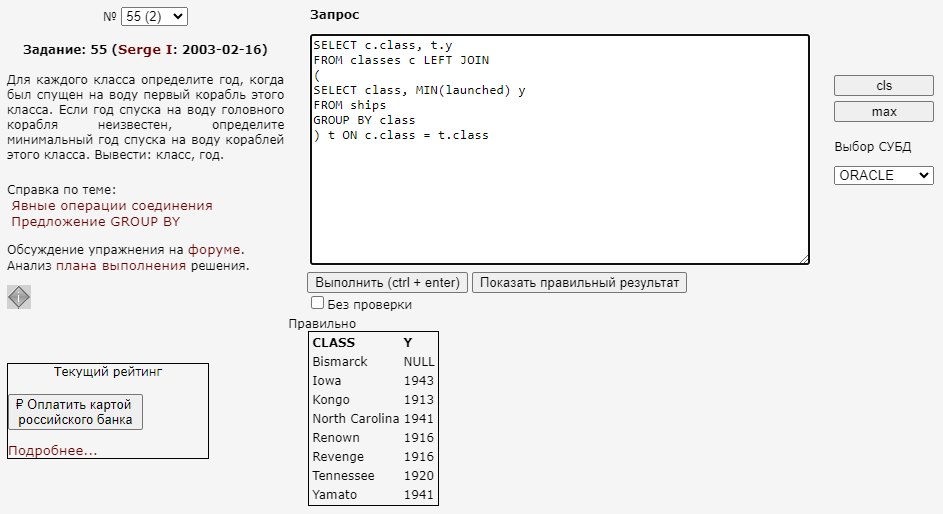 № 55 (2)
Задание: 55 (Serge I: 2003-02-16)
Для каждого класса определите год, когда
был спущен на воду первый корабль этого
класса. Если год спуска на воду головного
корабля неизвестен, определите
минимальный год спуска на воду кораблей
этого класса. Вывести: класс, год.
Справка по теме:
Явные операции соединения
Предложение GROUP BY
Обсуждение упражнения на форуме.
Анализ плана выполнения решения.
i
Текущий рейтинг
₽ Оплатить картой
российского банка
Подробнее...
Запрос
SELECT c.class, t.y
FROM classes c LEFT JOIN
(
SELECT class, MIN(launched) y
FROM ships
GROUP BY class
) t ON c.class = t.class
Выполнить (ctrl + enter) Показать правильный результат
Без проверки
Правильно
CLASS Y
Bismarck NULL
Iowa 1943
Kongo 1913
North Carolina 1941
Renown 1916
Revenge 1916
Tennessee 1920
Yamato 1941
cls
max
Выбор СУБД
ORACLE